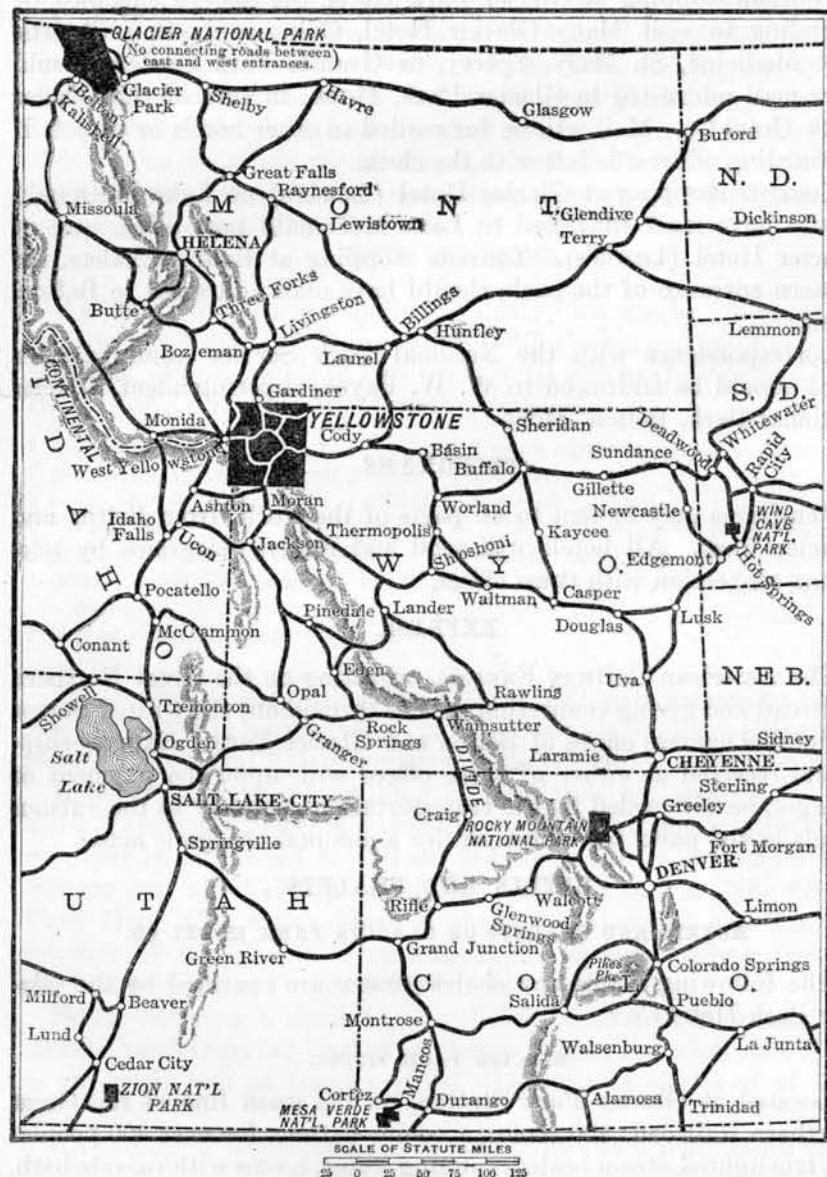 GLACIER NATIONAL PARK
(No connecting roads between
east and west entrances.
Glacier
Park
Belton
Kalispell
Shelby
Havre
Glasgow
Buford
N. D.
Great Falls
Raynesford
M O N T.
Missoula
Lewistown
Glendive
Dickinson
HELENA
Terry
Three Forks
Butte
Livingston
Billings
Huntley
Lemmon
Bozeman
Laurel
S. D.
CONTINENTAL
Gardiner
Monida
YELLOWSTONE
Cody
Basin
Sheridan
Deadwood
Whitewater
West Yellowstone
Buffalo
Sundance
Rapid
City
Gillette
Ashton
Moran
Worland
Newcastle
WIND
CAVE
NAT'L.
PARK
Idaho
Falls
Ucon
Jackson
Thermopolis
Kaycee
I D A H O
W Y O.
Shoshoni
Edgemont
Hot Springs
Pocatello
Waltman
Casper
McCammon
Pinedale
Lander
Douglas
Lusk
Conant
Eden
NEB.
Opal
Rawling
Uva
Showell
Tremonton
Granger
Rock
Springs
Wamsutter
DIVIDE
Laramie
Sidney
Ogden
CHEYENNE
Salt
Lake
Sterling
SALT LAKE CITY
Craig
ROCKY MOUNTAIN
NATIONAL PARK
Greeley
Fort Morgan
Springville
DENVER
U T A H
Rifle
Walcott
Glenwood
Springs
Limon
Green River
Grand Junction
Pikes
Pk.
Colorado Springs
C O L O.
Milford
Beaver
Salida
Pueblo
Montrose
Lund
Walsenburg
La Junta
Cedar City
Mancos
ZION NAT'L
PARK
Cortez
MESA VERDE
NAT'L. PARK
Durango
Alamosa
Trinidad
SCALE OF STATUTE MILES
25 0 25 50 75 100 125